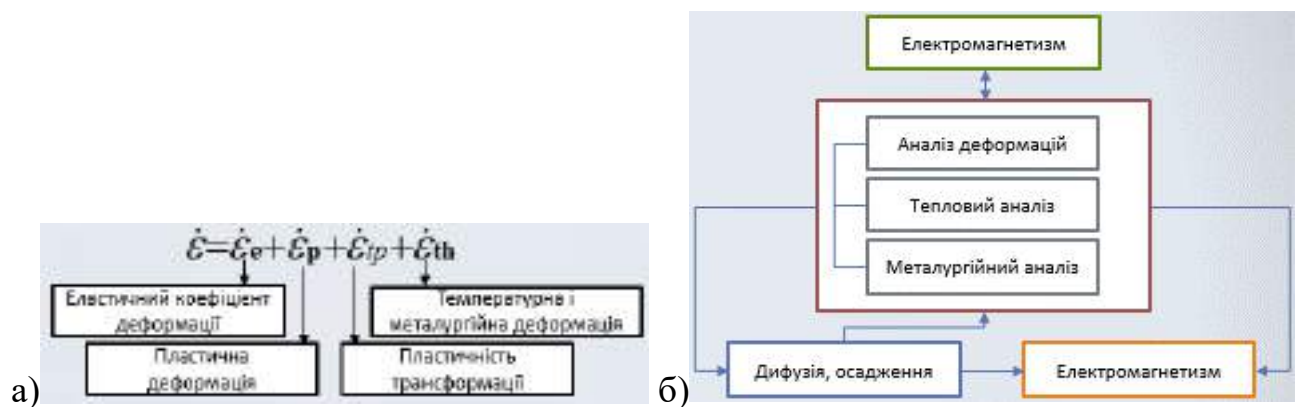 ε̇=ε̇e+ε̇p+ε̇tp+ε̇th
Еластичний коефіцієнт
деформації
Температурна і
металургійна деформація
Пластична
деформація
Пластичність
трансформації
а)
Електромагнетизм
Аналіз деформацій
Тепловий аналіз
Металургійний аналіз
Дифузія, осадження
Електромагнетизм
б)